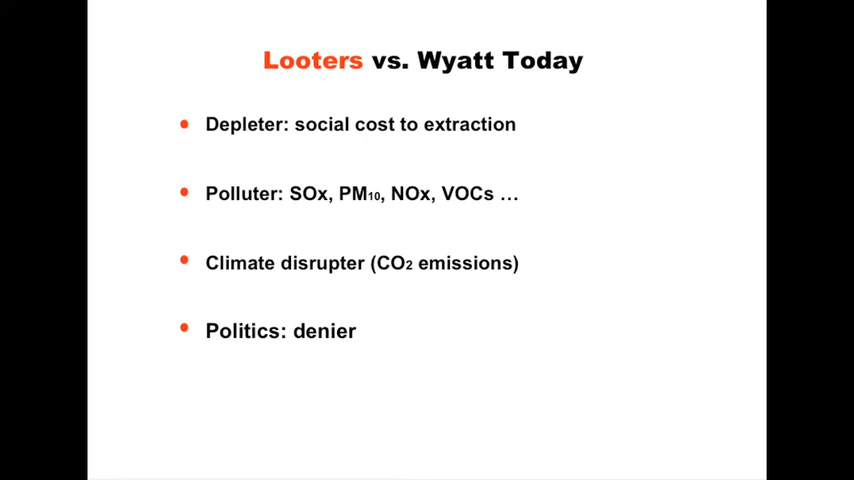 Looters vs. Wyatt Today
• Depleter: social cost to extraction
• Polluter: SOx, PM₁₀, NOx, VOCs …
• Climate disrupter (CO₂ emissions)
• Politics: denier